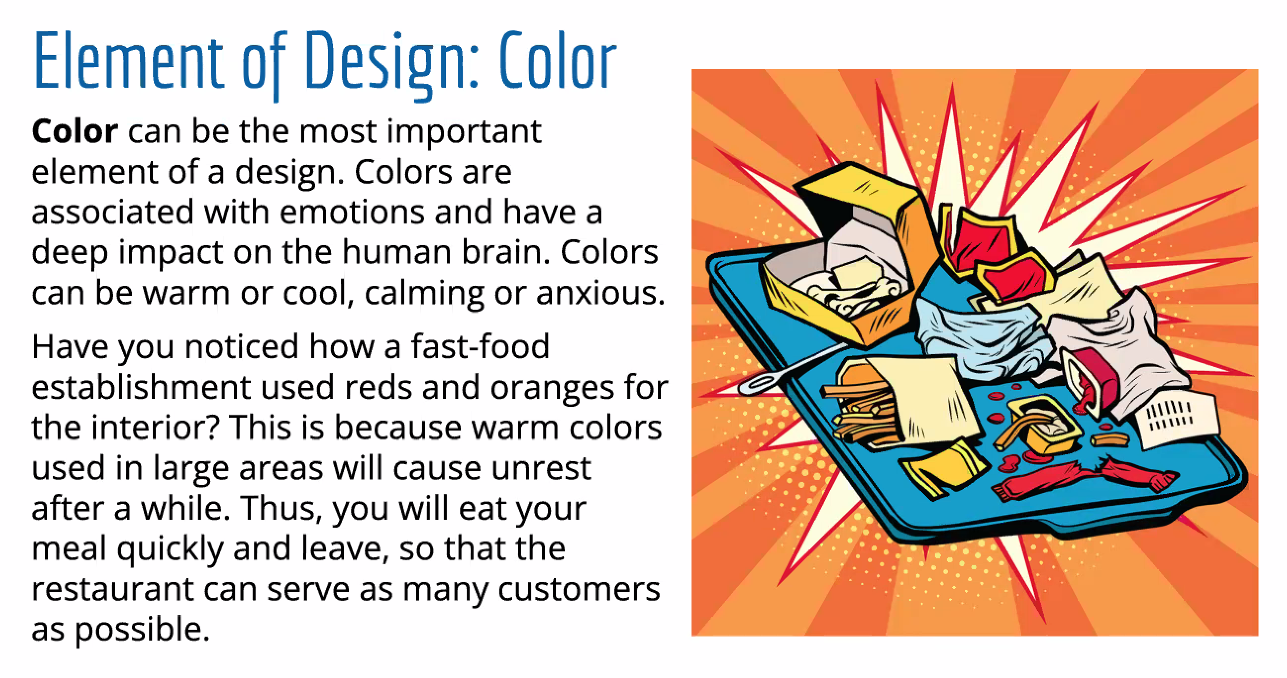 Element of Design: Color
Color can be the most important
element of a design. Colors are
associated with emotions and have a
deep impact on the human brain. Colors
can be warm or cool, calming or anxious.
Have you noticed how a fast-food
establishment used reds and oranges for
the interior? This is because warm colors
used in large areas will cause unrest
after a while. Thus, you will eat your
meal quickly and leave, so that the
restaurant can serve as many customers
as possible.